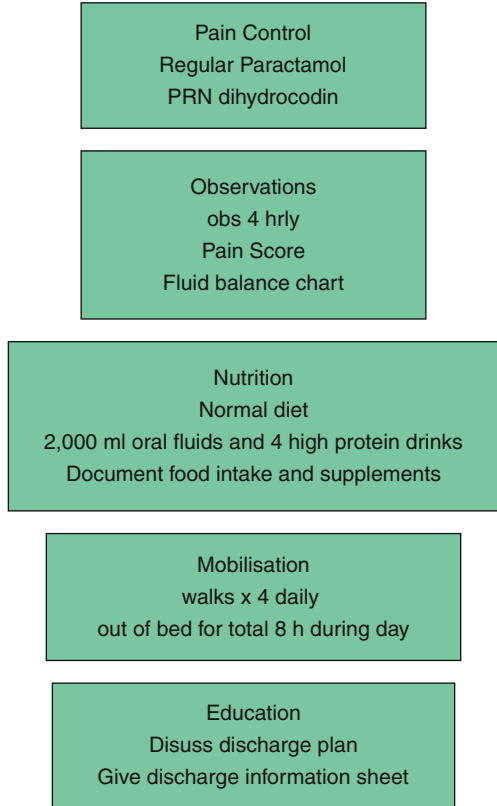 Pain Control
Regular Paractamol
PRN dihydrocodin
Observations
obs 4 hrly
Pain Score
Fluid balance chart
Nutrition
Normal diet
2,000 ml oral fluids and 4 high protein drinks
Document food intake and supplements
Mobilisation
walks x 4 daily
out of bed for total 8 h during day
Education
Disuss discharge plan
Give discharge information sheet